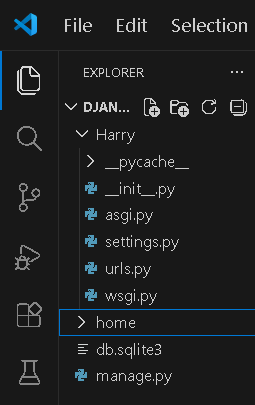 File Edit Selection
EXPLORER ...
DJAN...
Harry
__pycache__
__init__.py
asgi.py
settings.py
urls.py
wsgi.py
home
db.sqlite3
manage.py